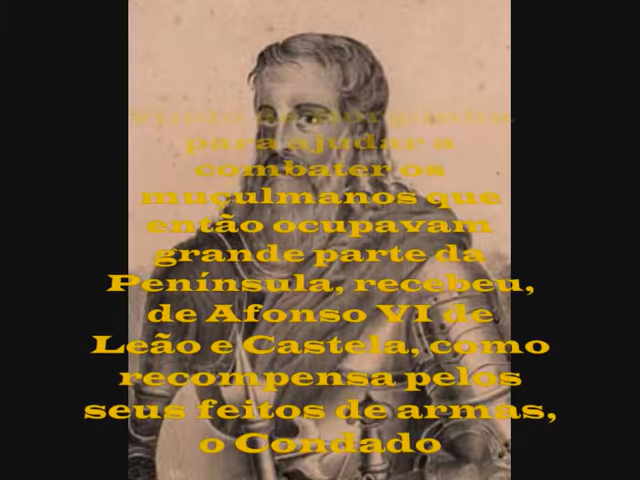 para ajudar a
combater os
muçulmanos que
então ocupavam
grande parte da
Península, recebeu,
de Afonso VI de
Leão e Castela, como
recompensa pelos
seus feitos de armas,
o Condado